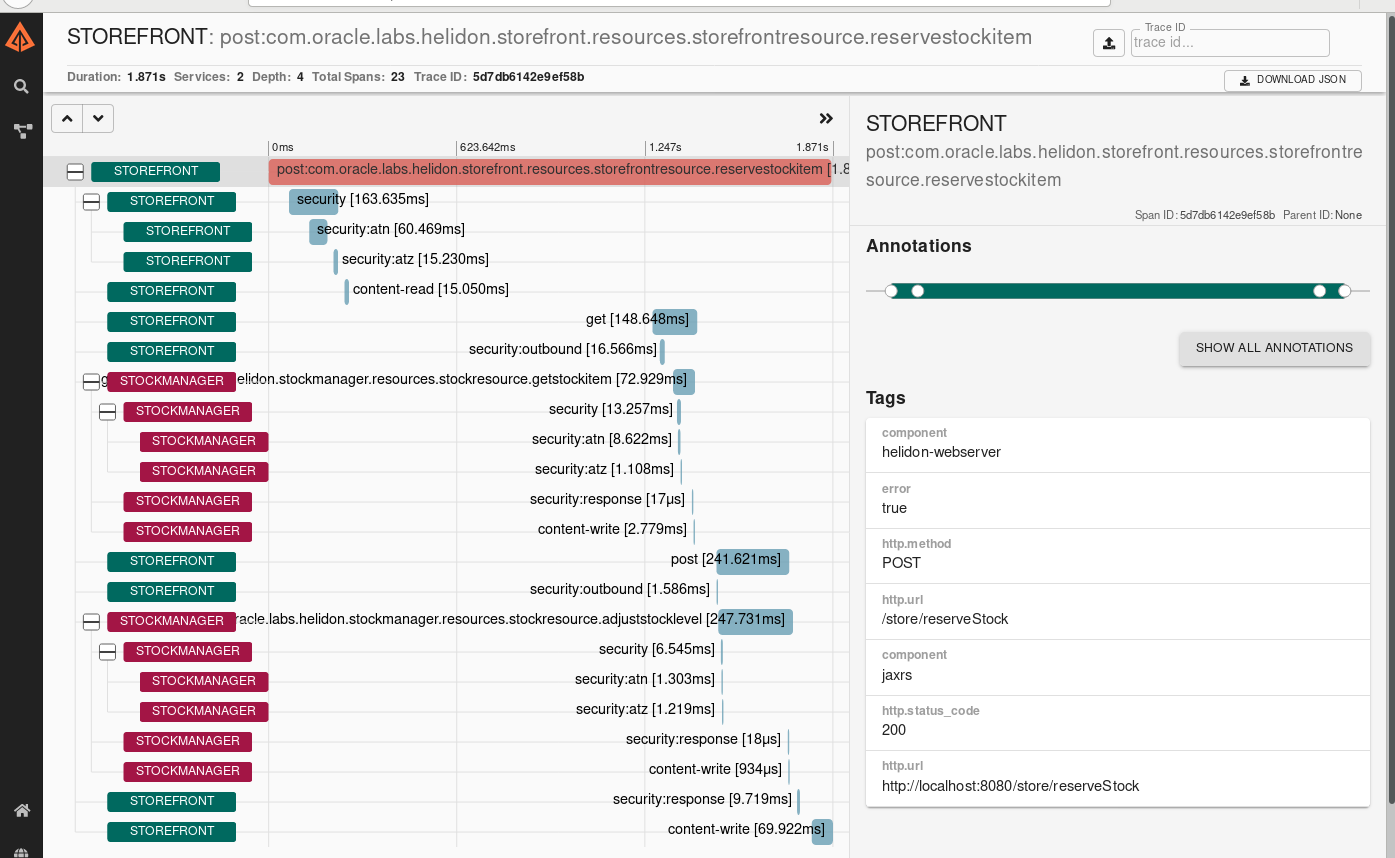 STOREFRONT: post:com.oracle.labs.helidon.storefront.resources.storefrontresource.reservestockitem
Trace ID
trace id...
Duration: 1.871s Services: 2 Depth: 4 Total Spans: 23 Trace ID: 5d7db6142e9ef58b
DOWNLOAD JSON
0ms 623.642ms 1.247s 1.871s
STOREFRONT post:com.oracle.labs.helidon.storefront.resources.storefrontresource.reservestockitem [1.8
STOREFRONT security [163.635ms]
STOREFRONT security:atn [60.469ms]
STOREFRONT security:atz [15.230ms]
STOREFRONT content-read [15.050ms]
STOREFRONT get [148.648ms]
STOREFRONT security:outbound [16.566ms]
g STOCKMANAGER elidon.stockmanager.resources.stockresource.getstockitem [72.929ms]
STOCKMANAGER security [13.257ms]
STOCKMANAGER security:atn [8.622ms]
STOCKMANAGER security:atz [1.108ms]
STOCKMANAGER security:response [17µs]
STOCKMANAGER content-write [2.779ms]
STOREFRONT post [241.621ms]
STOREFRONT security:outbound [1.586ms]
STOCKMANAGER racle.labs.helidon.stockmanager.resources.stockresource.adjuststocklevel [247.731ms]
STOCKMANAGER security [6.545ms]
STOCKMANAGER security:atn [1.303ms]
STOCKMANAGER security:atz [1.219ms]
STOCKMANAGER security:response [18µs]
STOCKMANAGER content-write [934µs]
STOREFRONT security:response [9.719ms]
STOREFRONT content-write [69.922ms]
STOREFRONT
post:com.oracle.labs.helidon.storefront.resources.storefrontre
source.reservestockitem
Span ID: 5d7db6142e9ef58b Parent ID: None
Annotations
SHOW ALL ANNOTATIONS
Tags
component
helidon-webserver
error
true
http.method
POST
http.url
/store/reserveStock
component
jaxrs
http.status_code
200
http.url
http://localhost:8080/store/reserveStock